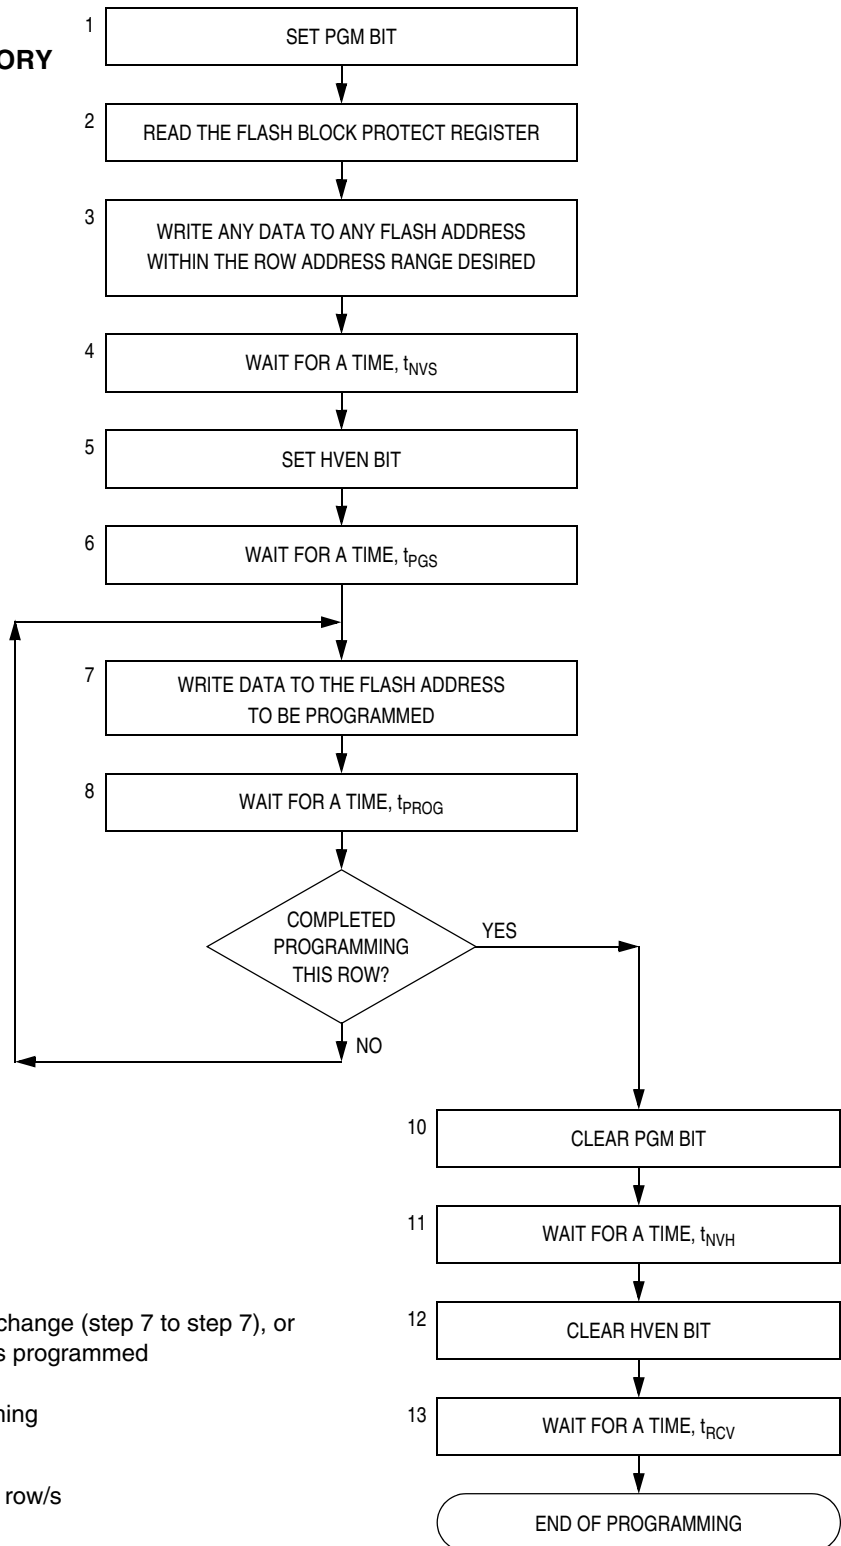 ORY
1
SET PGM BIT
2
READ THE FLASH BLOCK PROTECT REGISTER
3
WRITE ANY DATA TO ANY FLASH ADDRESS
WITHIN THE ROW ADDRESS RANGE DESIRED
4
WAIT FOR A TIME, tNVS
5
SET HVEN BIT
6
WAIT FOR A TIME, tPGS
7
WRITE DATA TO THE FLASH ADDRESS
TO BE PROGRAMMED
8
WAIT FOR A TIME, tPROG
COMPLETED
PROGRAMMING
THIS ROW?
YES
NO
10
CLEAR PGM BIT
11
WAIT FOR A TIME, tNVH
12
CLEAR HVEN BIT
13
WAIT FOR A TIME, tRCV
END OF PROGRAMMING
change (step 7 to step 7), or
s programmed
ning
row/s